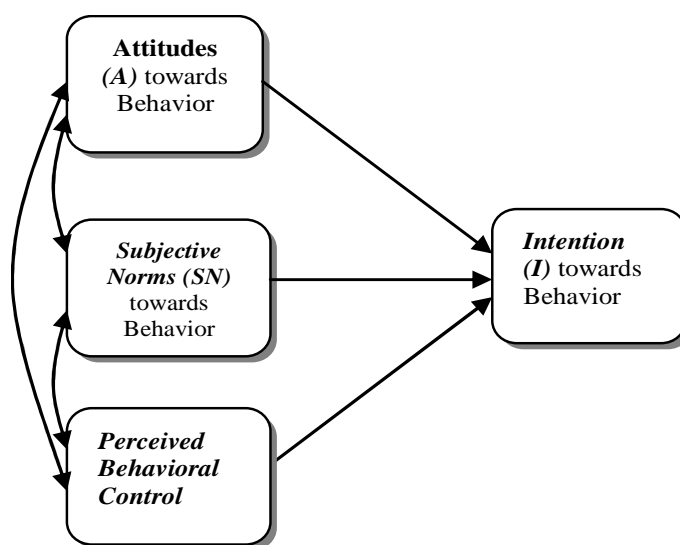 Attitudes
(A) towards
Behavior
Subjective
Norms (SN)
towards
Behavior
Intention
(I) towards
Behavior
Perceived
Behavioral
Control